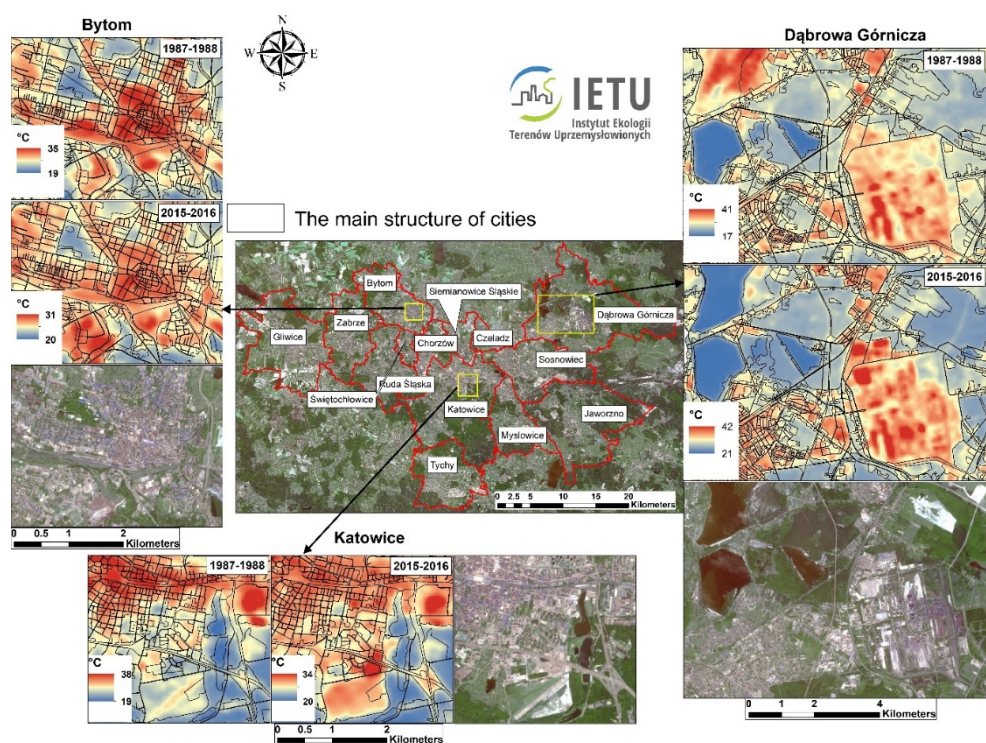 Bytom
1987-1988
°C
35
19
2015-2016
°C
31
20
0 0.5 1 2
Kilometers
N
W E
S
IETU
Instytut Ekologii
Terenów Uprzemysłowionych
The main structure of cities
Bytom
Siemianowice Śląskie
Zabrze
Gliwice
Chorzów
Czeladz
Dąbrowa Górnicza
Sosnowiec
Ruda Śląska
Świętochłowice
Katowice
Jaworzno
Mysłowice
Tychy
0 2.5 5 10 15 20
Kilometers
Dąbrowa Górnicza
1987-1988
°C
41
17
2015-2016
°C
42
21
0 1 2 4
Kilometers
Katowice
1987-1988
°C
38
19
2015-2016
°C
34
20
0 0.5 1 2
Kilometers